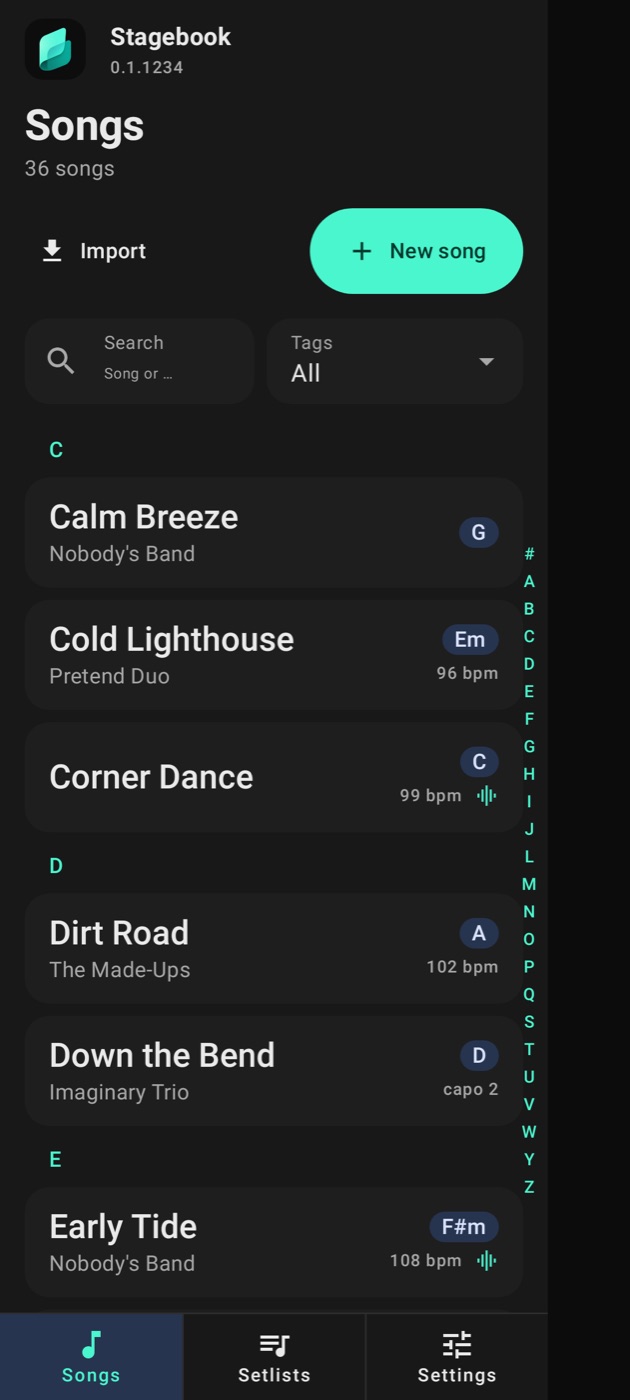 Stagebook
0.1.1234
Songs
36 songs
Import
+ New song
Search
Song or ...
Tags
All
C
Calm Breeze
Nobody's Band
G
Cold Lighthouse
Pretend Duo
Em
96 bpm
Corner Dance
C
99 bpm
D
Dirt Road
The Made-Ups
A
102 bpm
Down the Bend
Imaginary Trio
D
capo 2
E
Early Tide
Nobody's Band
F#m
108 bpm
#
A
B
C
D
E
F
G
H
I
J
L
M
N
O
P
Q
S
T
U
V
W
Y
Z
Songs
Setlists
Settings